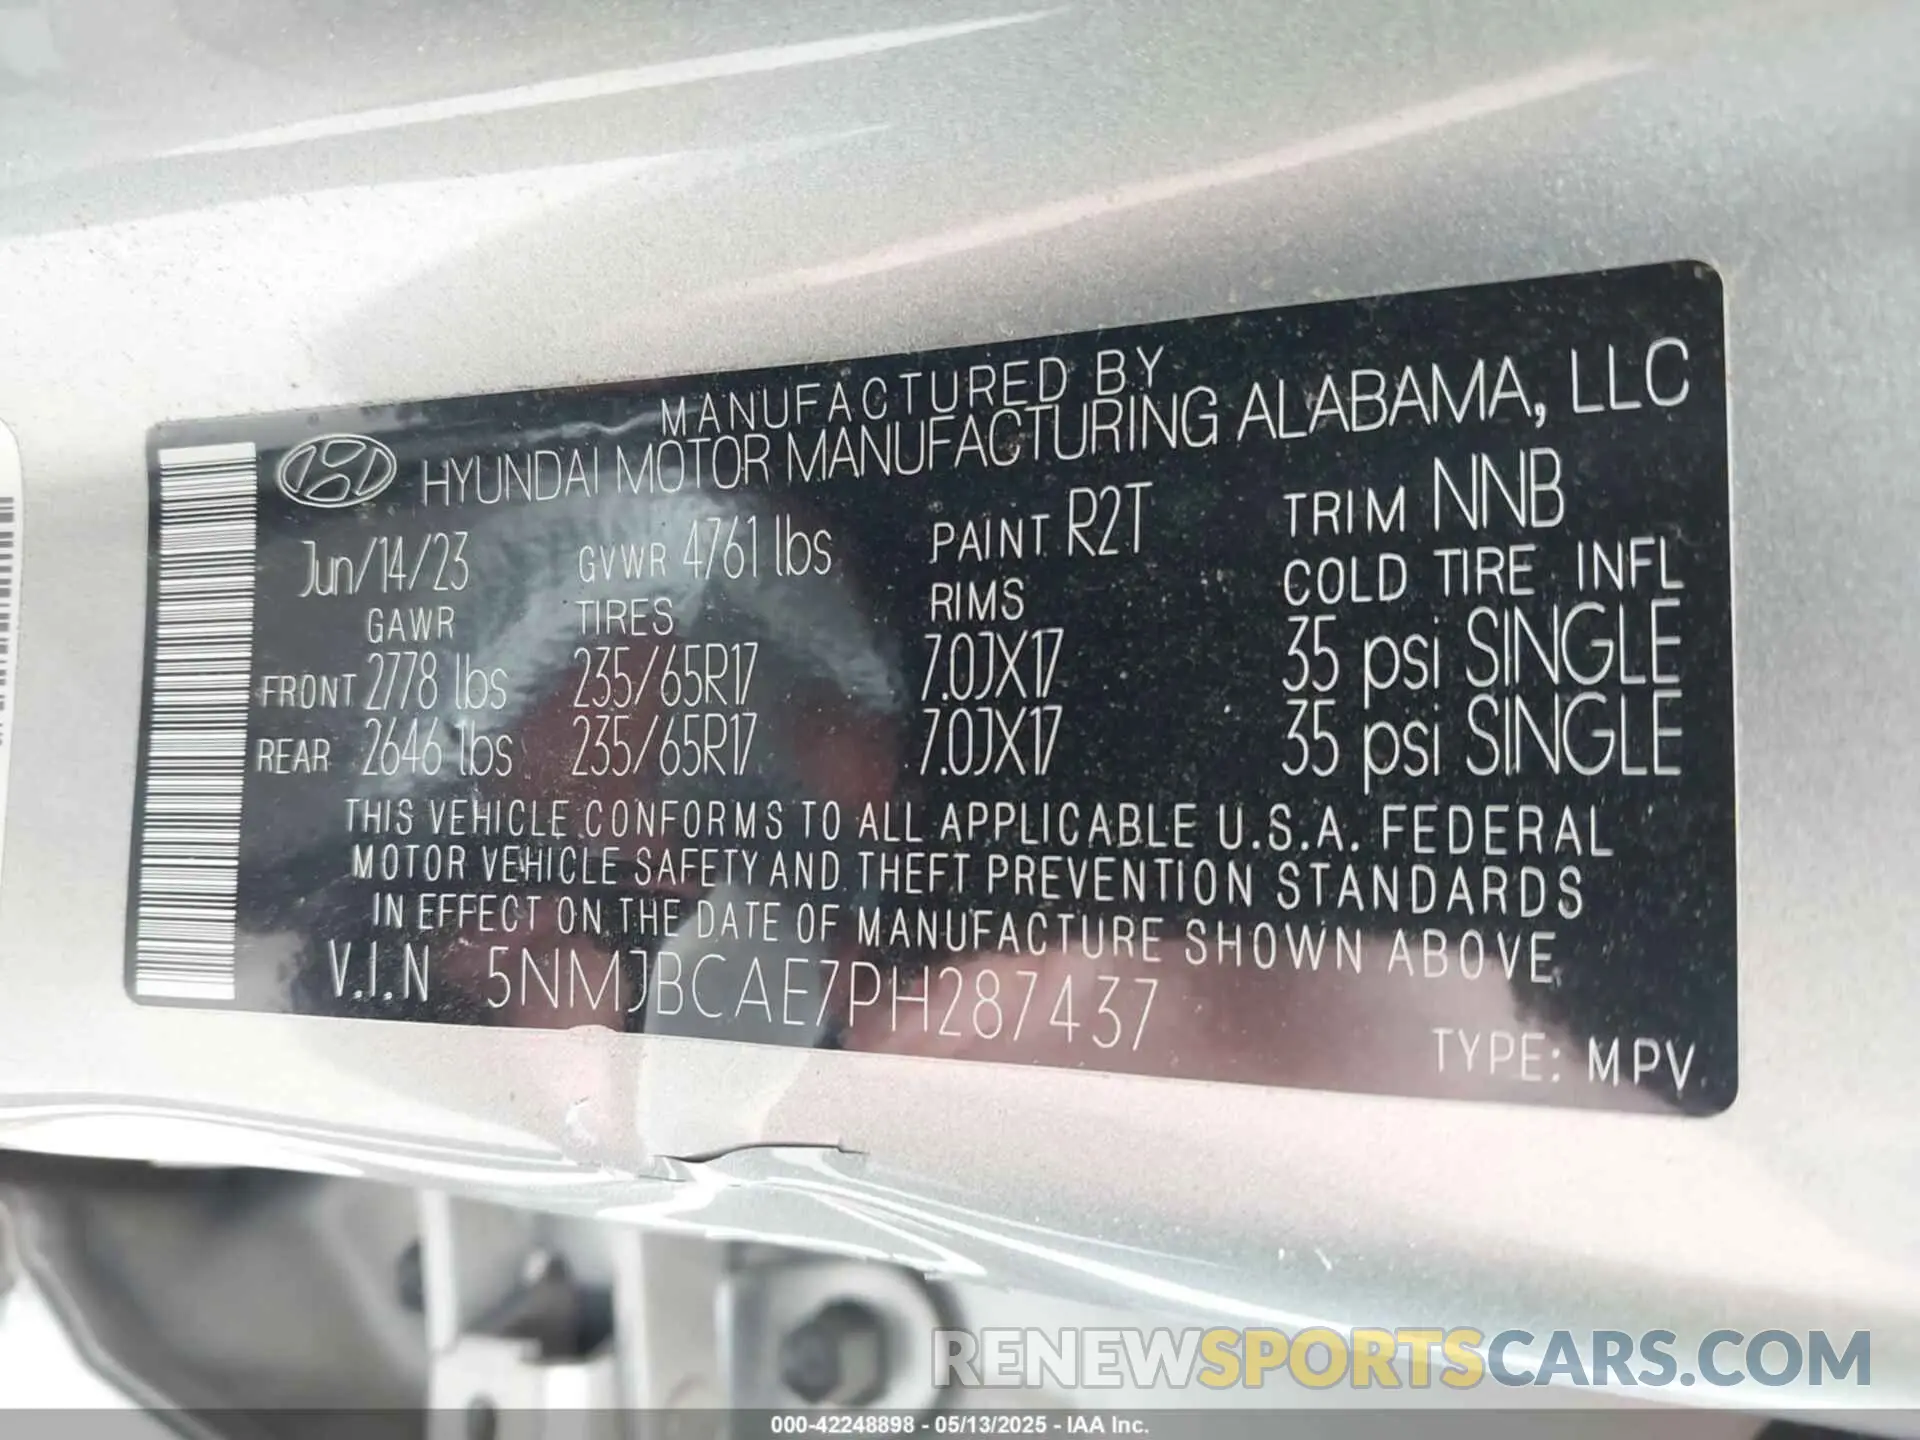 MANUFACTURED BY
HYUNDAI MOTOR MANUFACTURING ALABAMA, LLC
Jun/14/23 GVWR 4761 lbs PAINT R2T TRIM NNB
GAWR TIRES RIMS COLD TIRE INFL
FRONT 2778 lbs 235/65R17 7.0JX17 35 psi SINGLE
REAR 2646 lbs 235/65R17 7.0JX17 35 psi SINGLE
THIS VEHICLE CONFORMS TO ALL APPLICABLE U.S.A. FEDERAL
MOTOR VEHICLE SAFETY AND THEFT PREVENTION STANDARDS
IN EFFECT ON THE DATE OF MANUFACTURE SHOWN ABOVE
V.I.N 5NMJBCAE7PH287437
TYPE: MPV
RENEWSPORTSCARS.COM
000-42248898 - 05/13/2025 - IAA Inc.